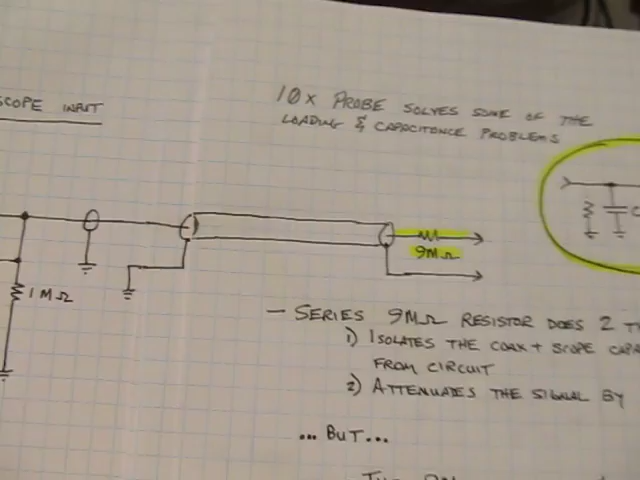 SCOPE INPUT
10x PROBE SOLVES SOME OF THE
LOADING & CAPACITANCE PROBLEMS
9MΩ
1MΩ
C
- SERIES 9MΩ RESISTOR DOES 2
1) ISOLATES THE COAX + SCOPE
FROM CIRCUIT
2) ATTENUATES THE SIGNAL BY
... BUT...